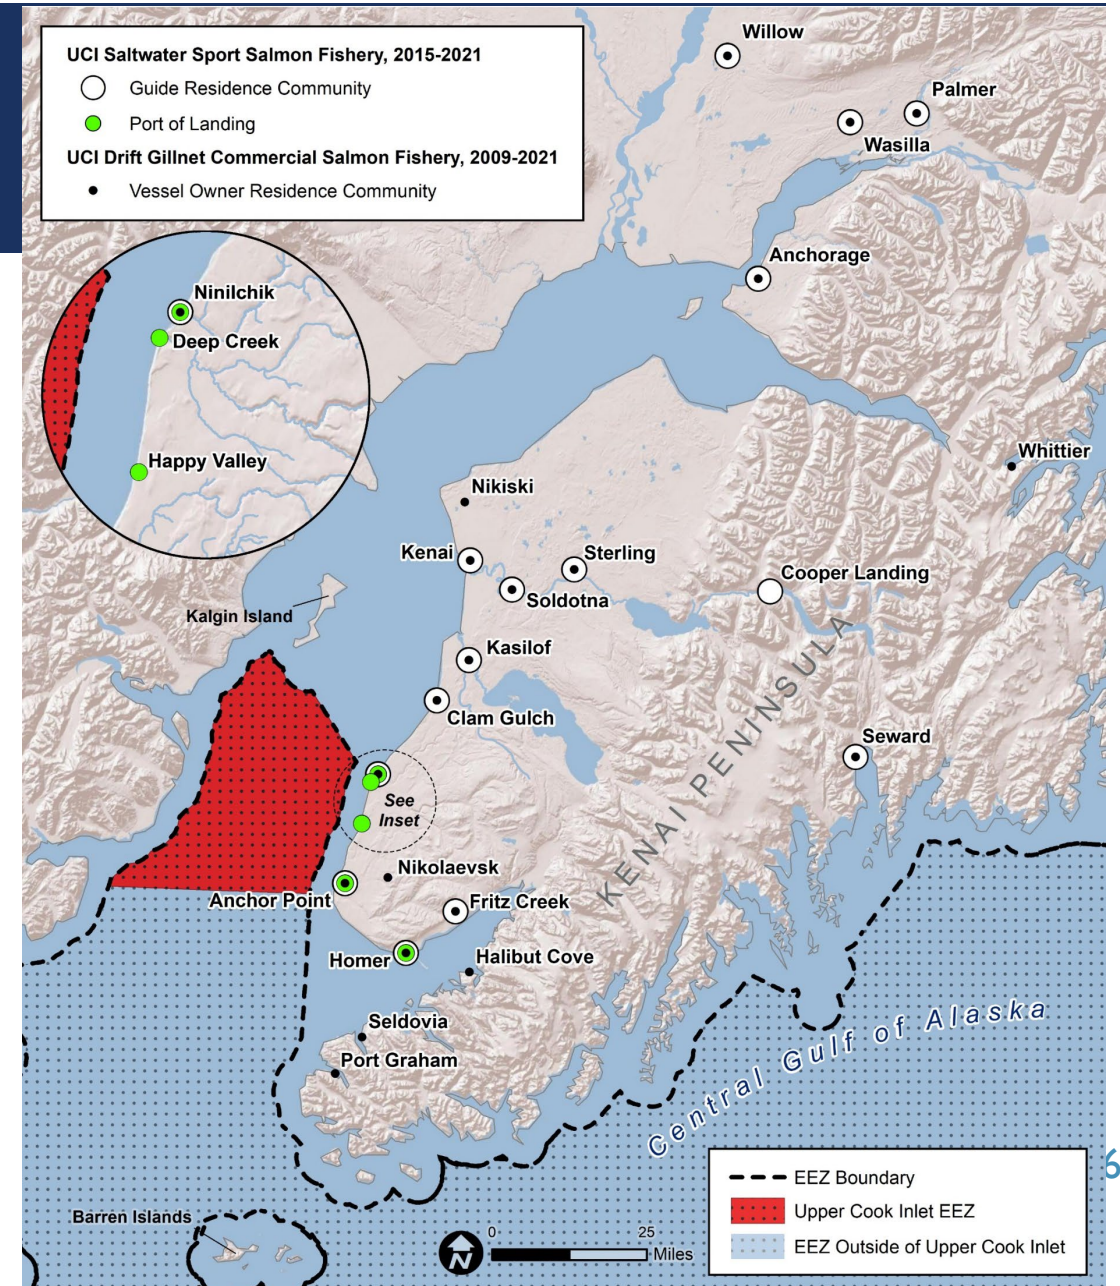 UCI Saltwater Sport Salmon Fishery, 2015-2021
Guide Residence Community
Port of Landing
UCI Drift Gillnet Commercial Salmon Fishery, 2009-2021
Vessel Owner Residence Community
Willow
Palmer
Wasilla
Anchorage
Ninilchik
Deep Creek
Happy Valley
Whittier
Nikiski
Kenai
Sterling
Soldotna
Cooper Landing
Kalgin Island
Kasilof
Clam Gulch
KENAI PENINSULA
Seward
See
Inset
Nikolaevsk
Anchor Point
Fritz Creek
Homer
Halibut Cove
Seldovia
Port Graham
Central Gulf of Alaska
Barren Islands
N
0 25
Miles
EEZ Boundary
Upper Cook Inlet EEZ
EEZ Outside of Upper Cook Inlet
6